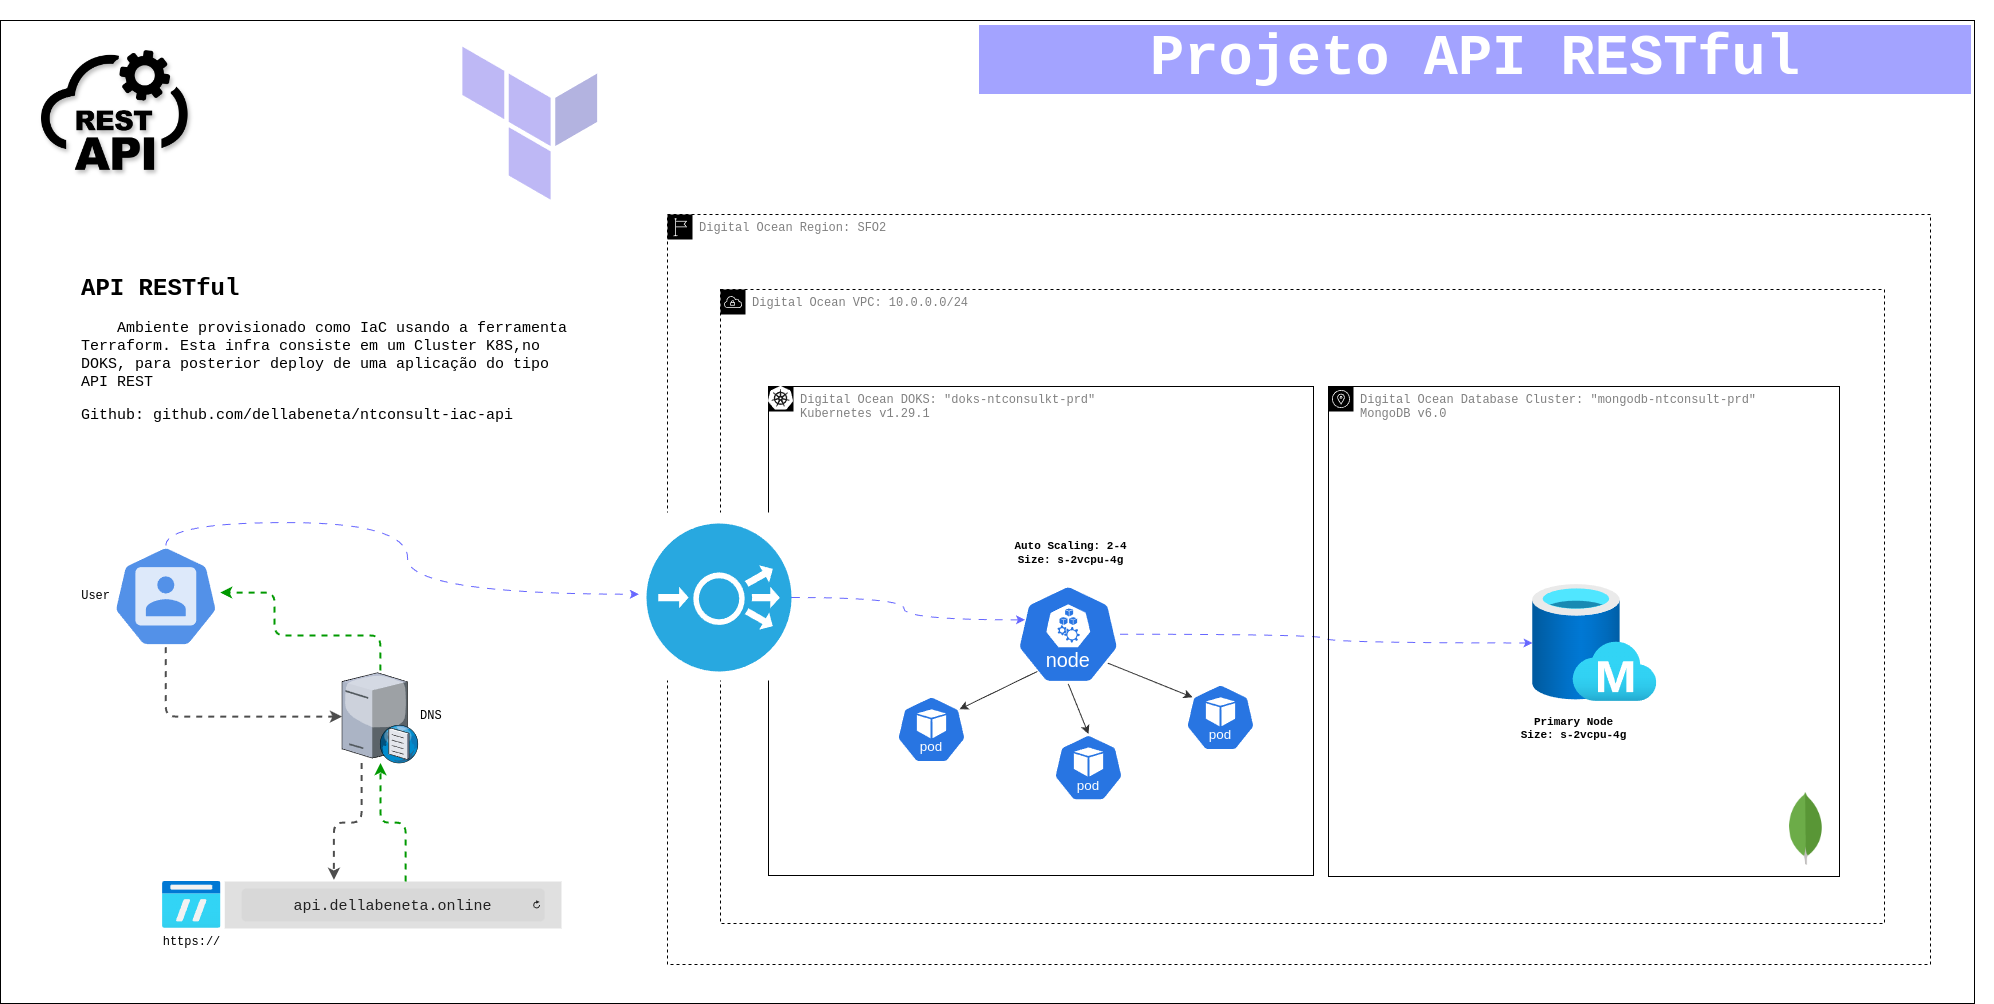 Projeto API RESTful
REST
API
Digital Ocean Region: SFO2
API RESTful
Digital Ocean VPC: 10.0.0.0/24
Ambiente provisionado como IaC usando a ferramenta
Terraform. Esta infra consiste em um Cluster K8S,no
DOKS, para posterior deploy de uma aplicação do tipo
API REST
Github: github.com/dellabeneta/ntconsult-iac-api
Digital Ocean DOKS: "doks-ntconsulkt-prd"
Kubernetes v1.29.1
Digital Ocean Database Cluster: "mongodb-ntconsult-prd"
MongoDB v6.0
Auto Scaling: 2-4
Size: s-2vcpu-4g
User
node
pod
pod
pod
M
Primary Node
Size: s-2vcpu-4g
DNS
api.dellabeneta.online
https://